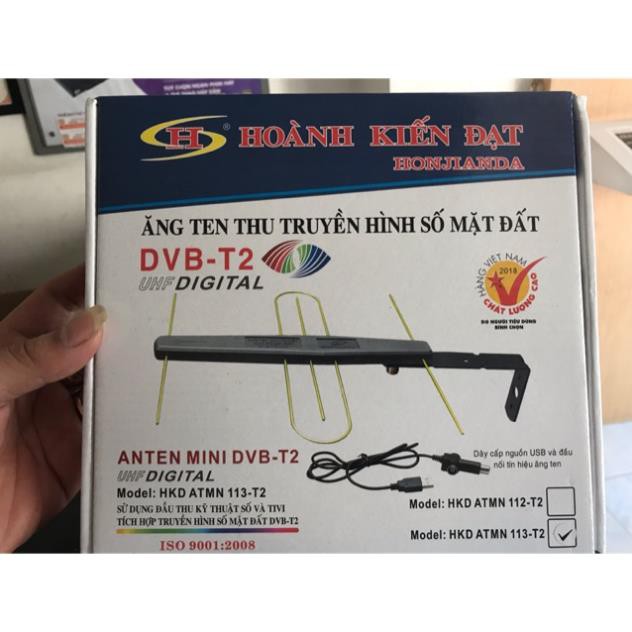 H ® HOÀNH KIẾN ĐẠT
HONJIANDA
ĂNG TEN THU TRUYỀN HÌNH SỐ MẶT ĐẤT
DVB-T2
UHF DIGITAL
HÀNG VIỆT NAM
2018
CHẤT LƯỢNG CAO
DO NGƯỜI TIÊU DÙNG
BÌNH CHỌN
ANTEN MINI DVB-T2
UHF DIGITAL
Model: HKD ATMN 113-T2
SỬ DỤNG ĐẦU THU KỸ THUẬT SỐ VÀ TIVI
TÍCH HỢP TRUYỀN HÌNH SỐ MẶT ĐẤT DVB-T2
ISO 9001:2008
Dây cấp nguồn USB và đầu
nối tín hiệu ăng ten
Model: HKD ATMN 112-T2
Model: HKD ATMN 113-T2